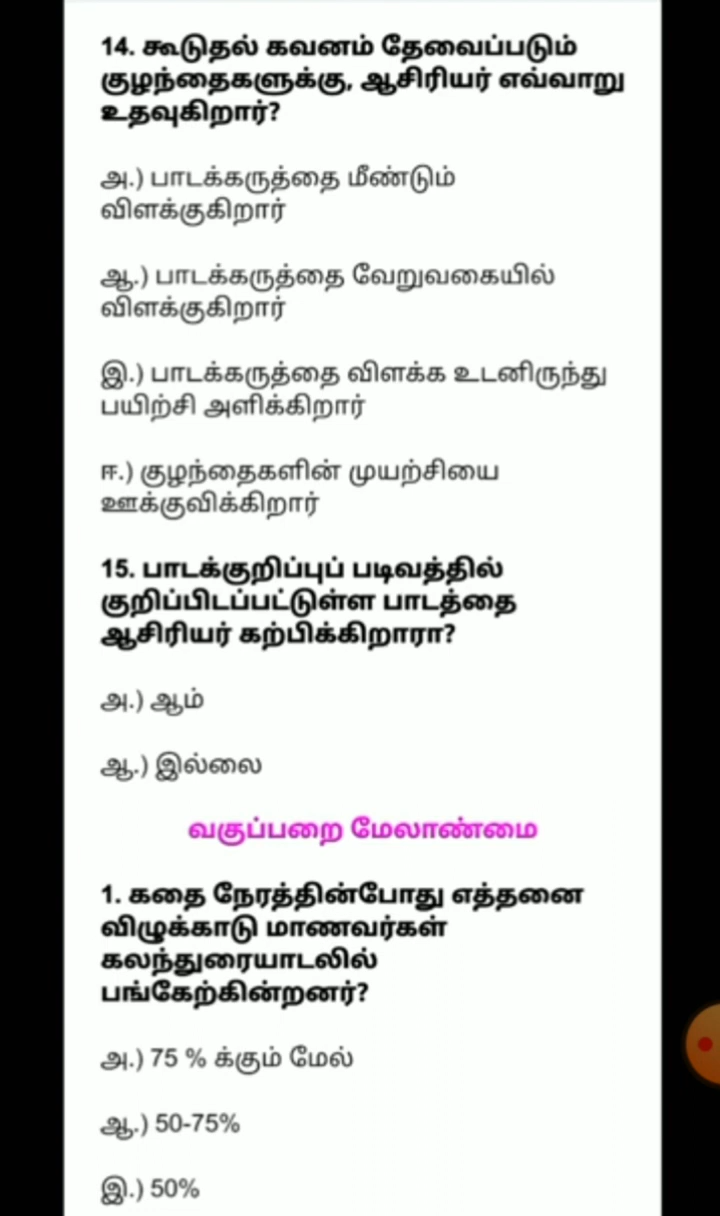 14. கூடுதல் கவனம் தேவைப்படும்
குழந்தைகளுக்கு, ஆசிரியர் எவ்வாறு
உதவுகிறார்?
அ.) பாடக்கருத்தை மீண்டும்
விளக்குகிறார்
ஆ.) பாடக்கருத்தை வேறுவகையில்
விளக்குகிறார்
இ.) பாடக்கருத்தை விளக்க உடனிருந்து
பயிற்சி அளிக்கிறார்
ஈ.) குழந்தைகளின் முயற்சியை
ஊக்குவிக்கிறார்
15. பாடக்குறிப்புப் படிவத்தில்
குறிப்பிடப்பட்டுள்ள பாடத்தை
ஆசிரியர் கற்பிக்கிறாரா?
அ.) ஆம்
ஆ.) இல்லை
வகுப்பறை மேலாண்மை
1. கதை நேரத்தின்போது எத்தனை
விழுக்காடு மாணவர்கள்
கலந்துரையாடலில்
பங்கேற்கின்றனர்?
அ.) 75 % க்கும் மேல்
ஆ.) 50-75%
இ.) 50%